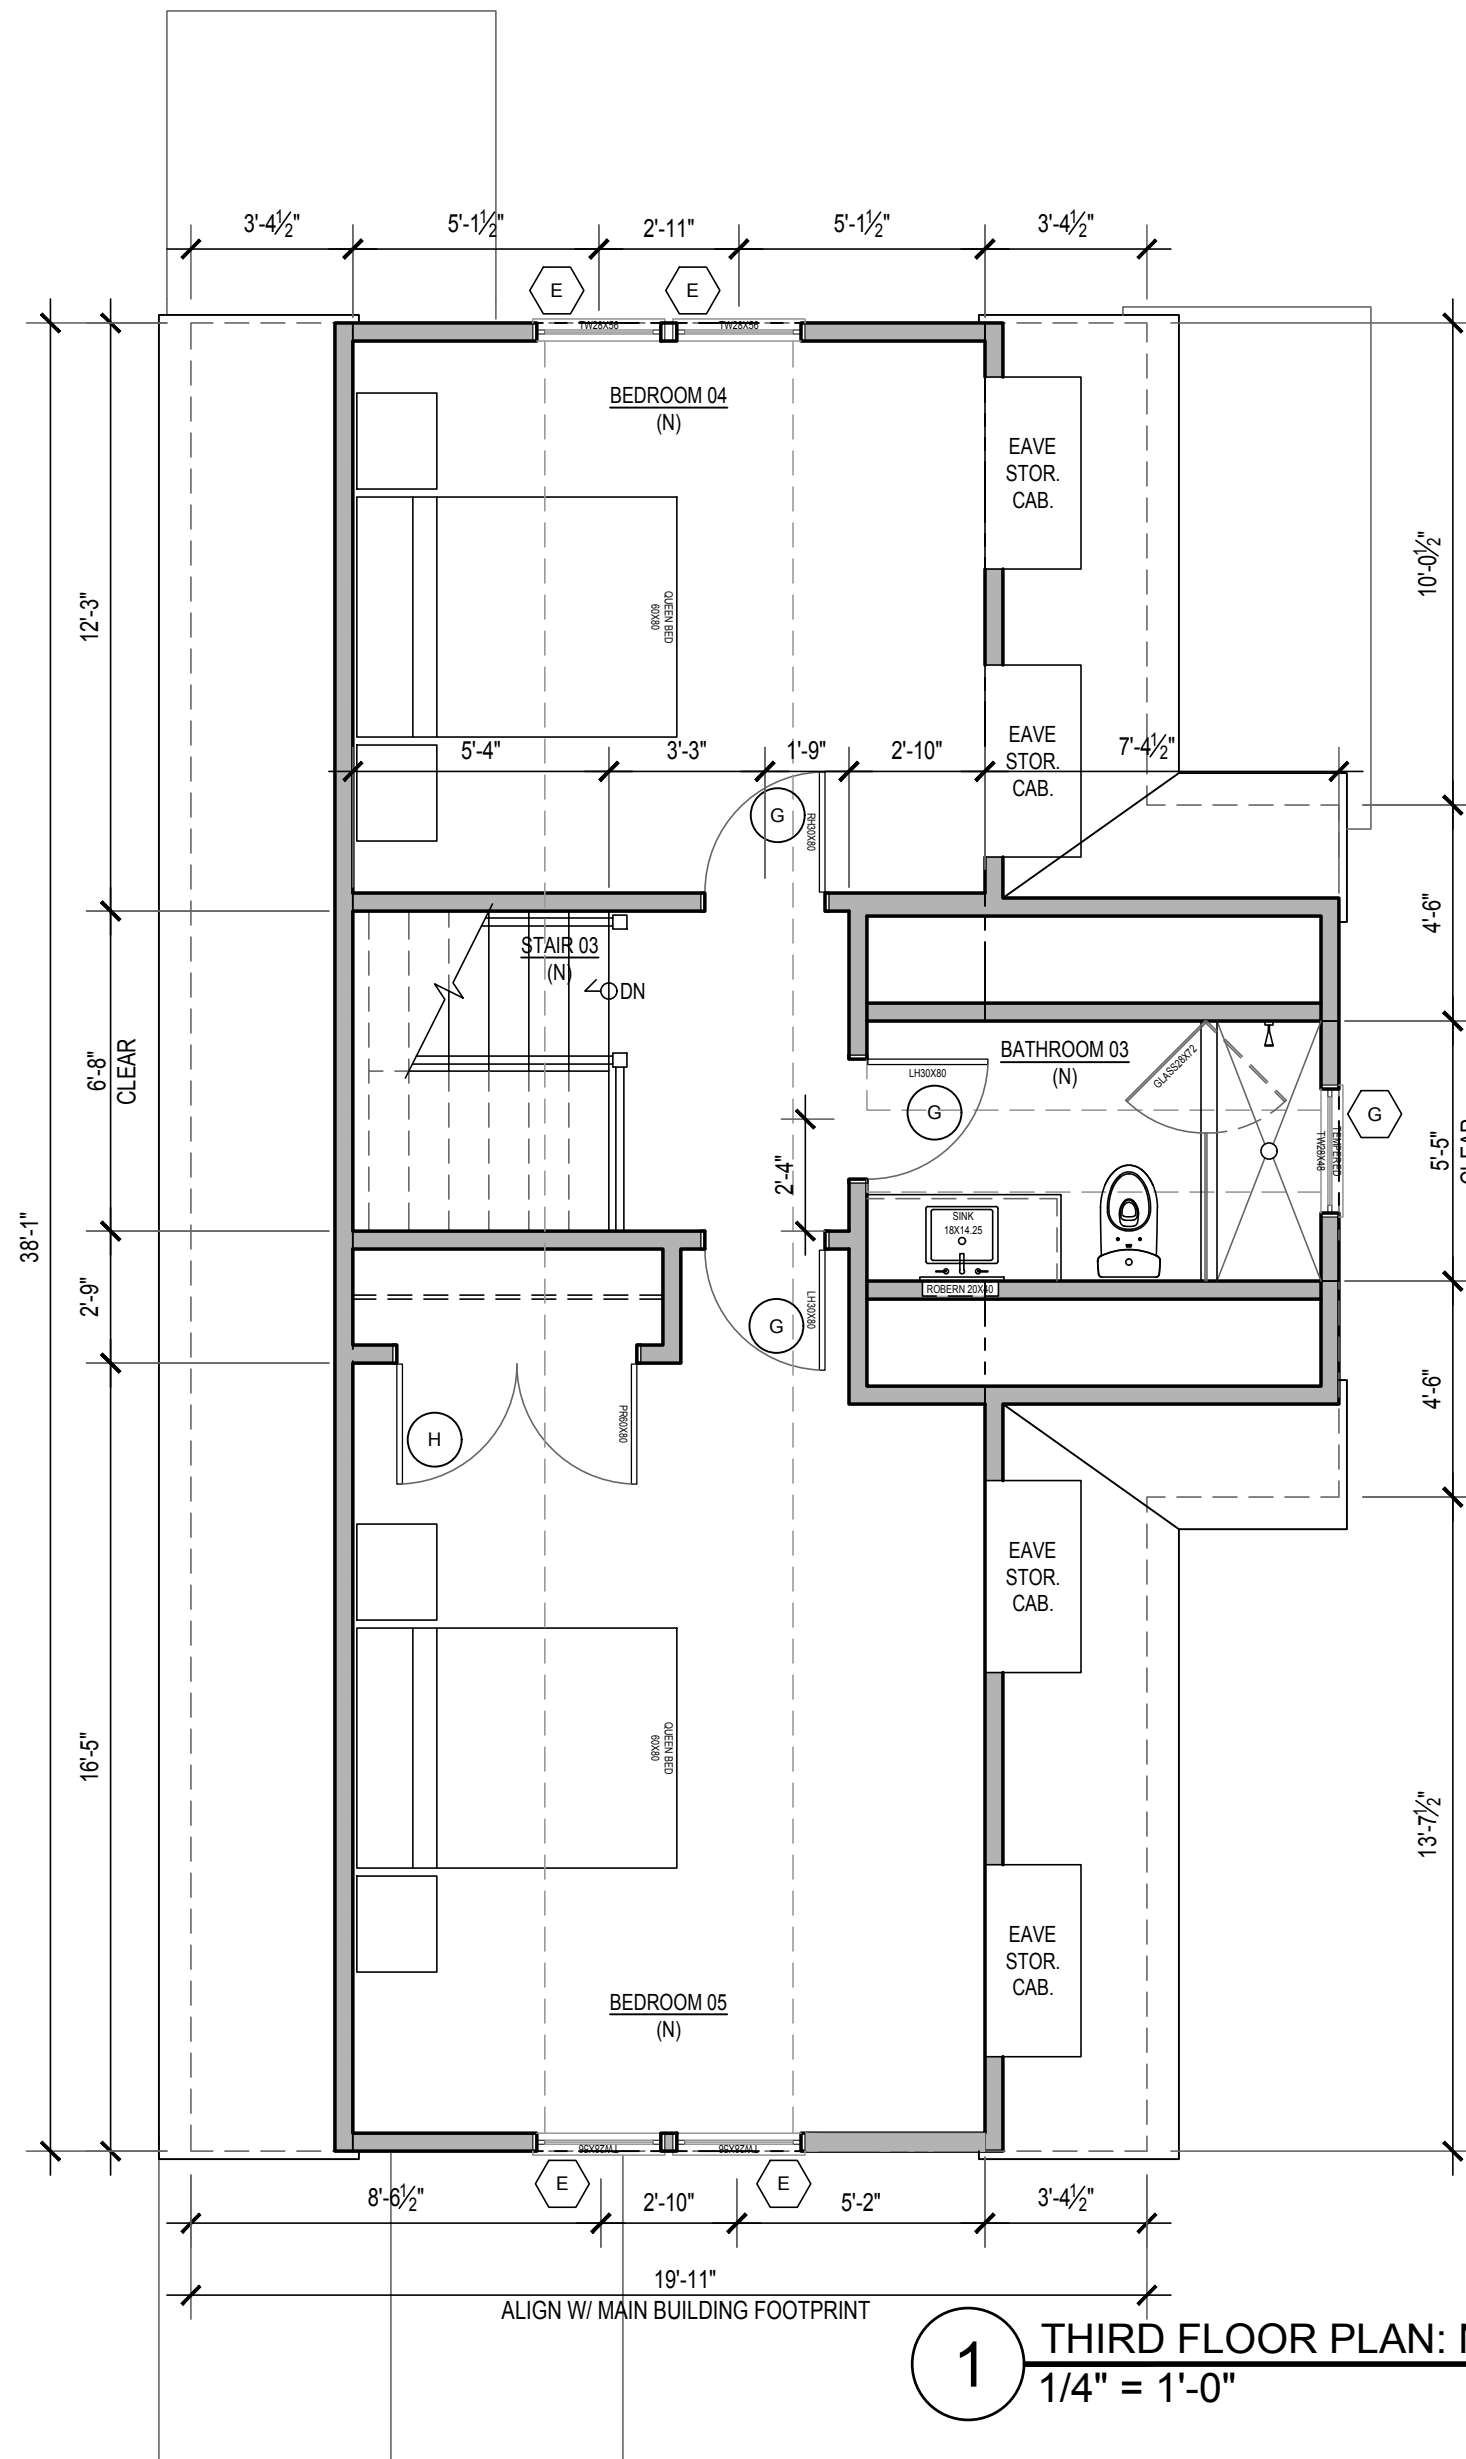 3'-4½"
5'-1½"
2'-11"
5'-1½"
3'-4½"
E
E
TW28X56
TW28X56
BEDROOM 04
(N)
EAVE
STOR.
CAB.
12'-3"
10'-0½"
QUEEN BED
60X80
EAVE
STOR.
CAB.
5'-4"
3'-3"
1'-9"
2'-10"
7'-4½"
G
RH30X80
4'-6"
STAIR 03
(N)
DN
6'-8"
CLEAR
BATHROOM 03
(N)
LH30X80
G
GLASS28X72
G
TEMPERED
TW28X48
5'-5"
2'-4"
SINK
18X14.25
ROBERN 20X40
38'-1"
2'-9"
G
LH30X80
4'-6"
H
PR60X80
EAVE
STOR.
CAB.
QUEEN BED
60X80
16'-5"
13'-7½"
EAVE
STOR.
CAB.
BEDROOM 05
(N)
TW28X56
TW28X56
E
E
8'-6½"
2'-10"
5'-2"
3'-4½"
19'-11"
ALIGN W/ MAIN BUILDING FOOTPRINT
1
THIRD FLOOR PLAN:
1/4" = 1'-0"